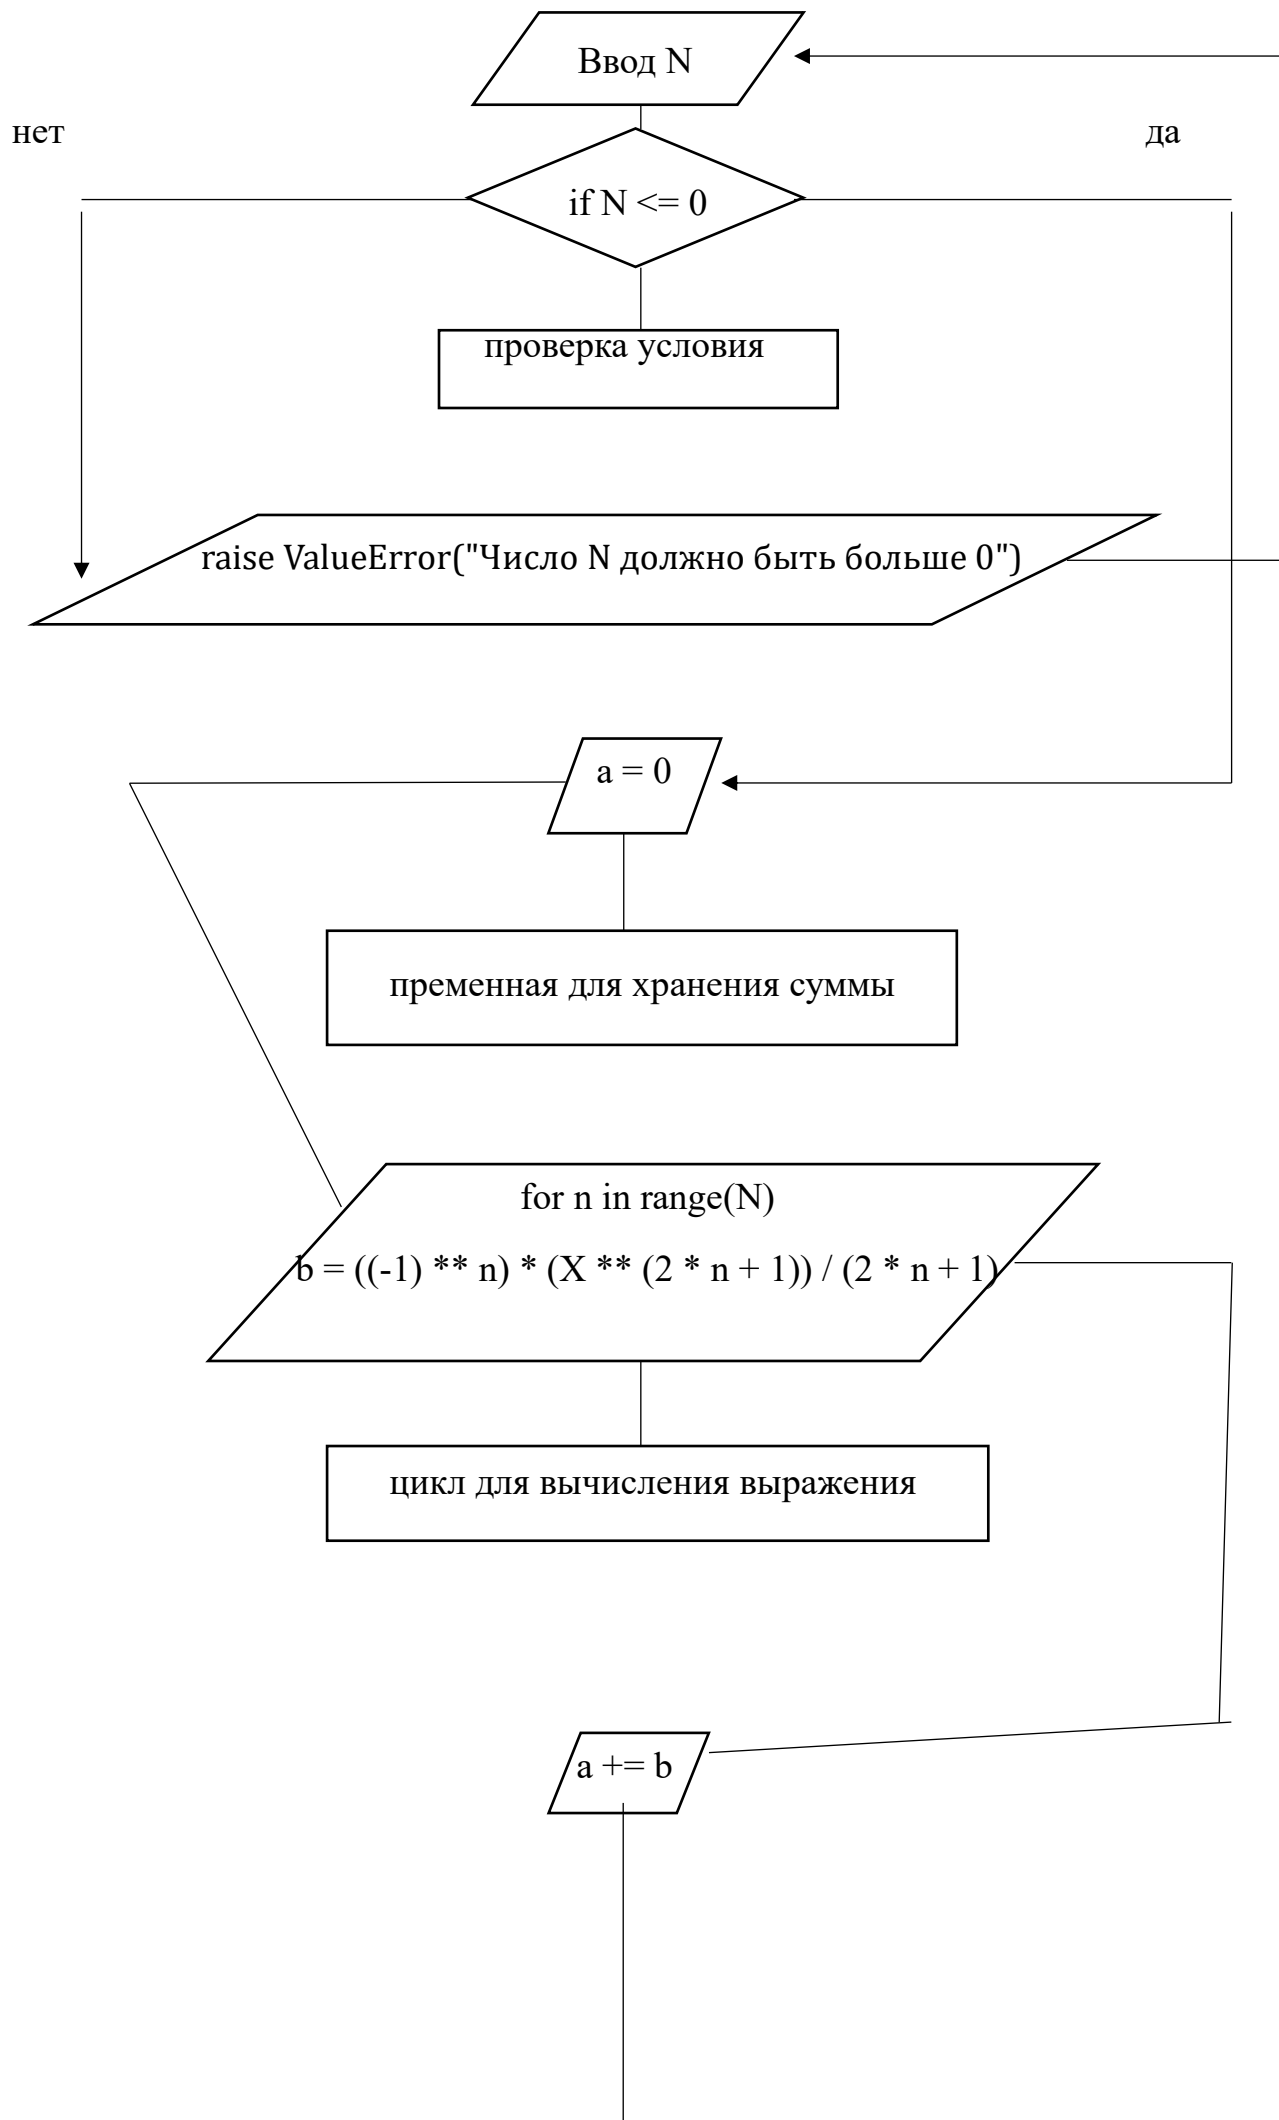 Ввод N
нет
да
if N <= 0
проверка условия
raise ValueError("Число N должно быть больше 0")
a = 0
пременная для хранения суммы
for n in range(N)
b = ((-1) ** n) * (X ** (2 * n + 1)) / (2 * n + 1)
цикл для вычисления выражения
a += b